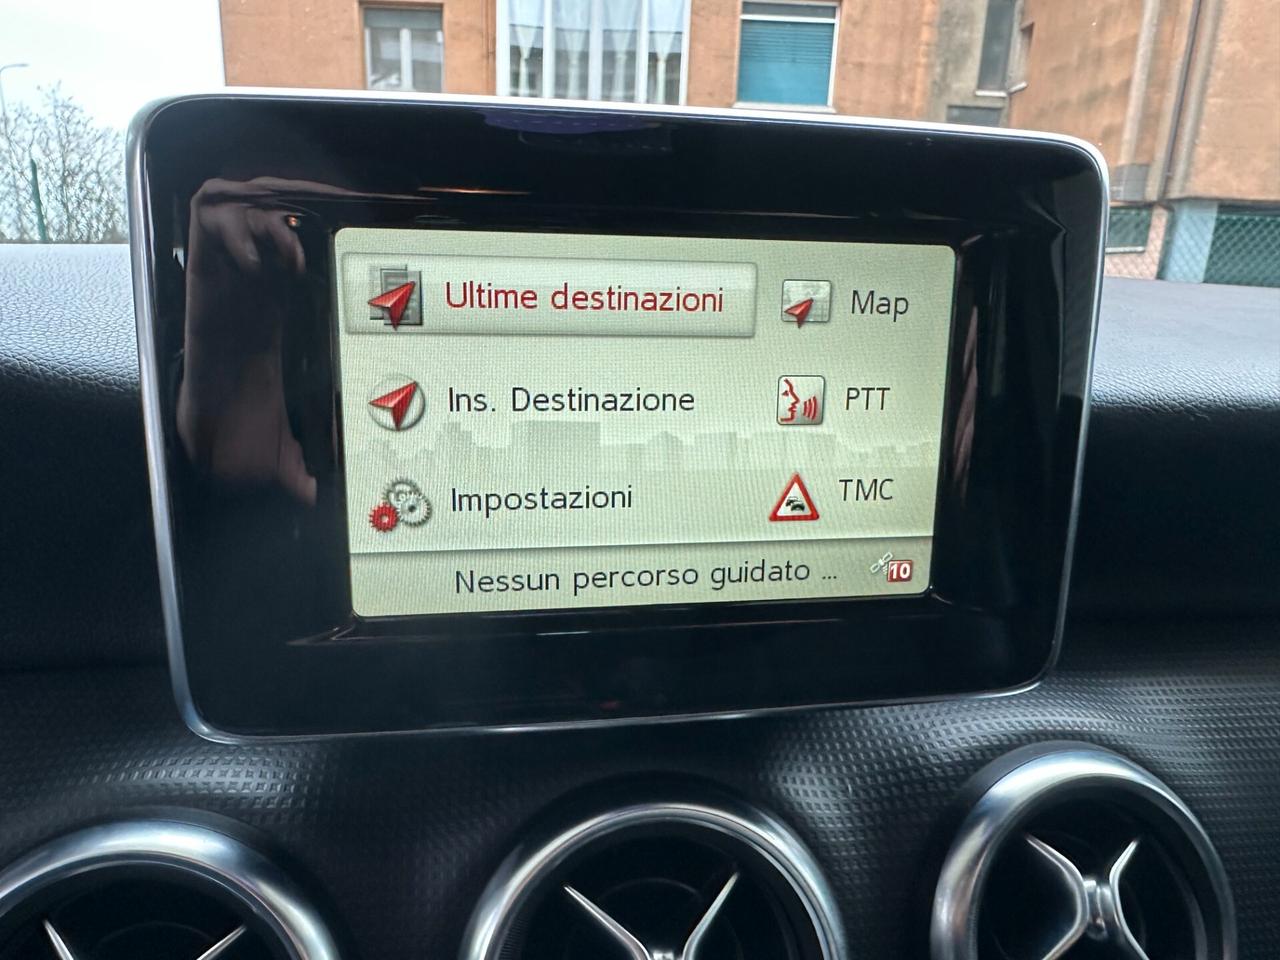 Ultime destinazioni
Map
Ins. Destinazione
PTT
Impostazioni
TMC
Nessun percorso guidato ...
10